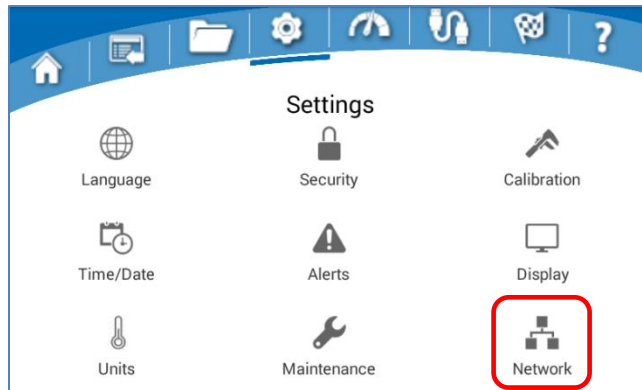 ?
Settings
Language
Security
Calibration
Time/Date
Alerts
Display
Units
Maintenance
Network